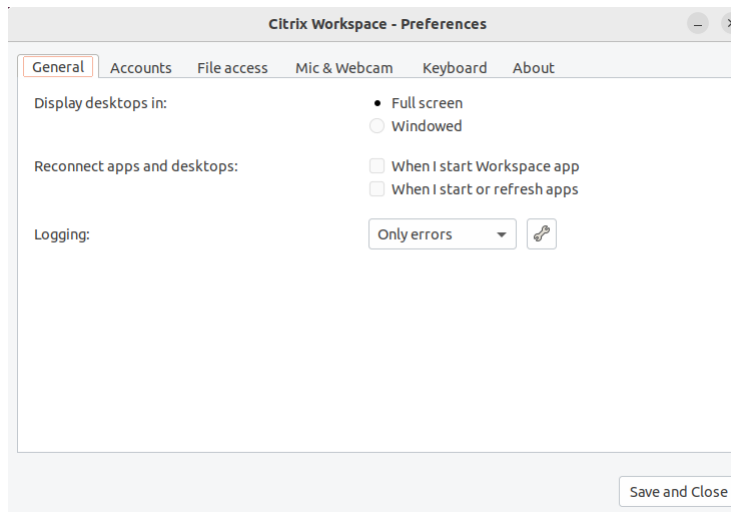 Citrix Workspace - Preferences
General Accounts File access Mic & Webcam Keyboard About
Display desktops in: Full screen
Windowed
Reconnect apps and desktops: When I start Workspace app
When I start or refresh apps
Logging: Only errors
Save and Close